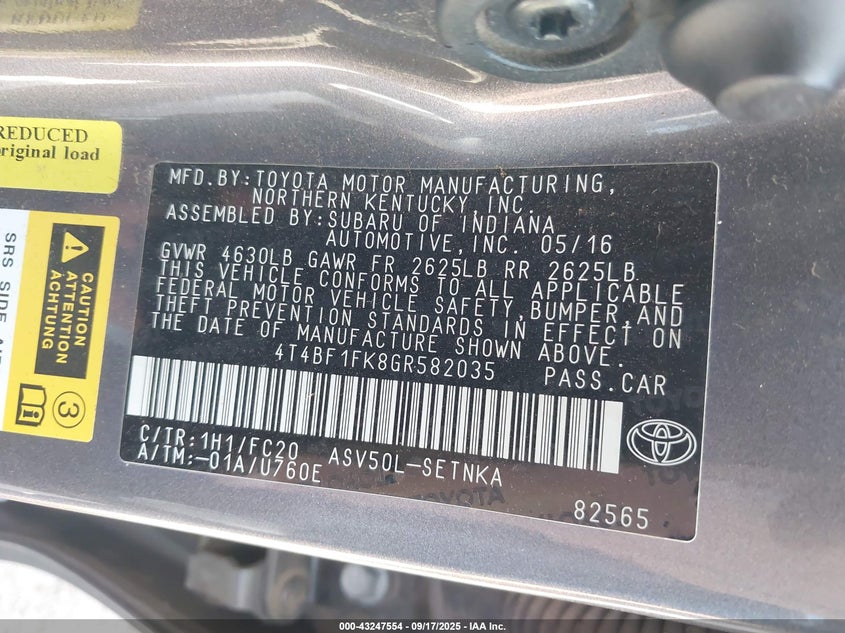 REDUCED
original load
SRS SIDE
CAUTION
ATTENTION
ACHTUNG
3
MFD.BY:TOYOTA MOTOR MANUFACTURING,
NORTHERN KENTUCKY, INC.
ASSEMBLED BY:SUBARU OF INDIANA
AUTOMOTIVE,INC. 05/16
GVWR 4630LB GAWR FR 2625LB RR 2625LB
THIS VEHICLE CONFORMS TO ALL APPLICABLE
FEDERAL MOTOR VEHICLE SAFETY,BUMPER,AND
THEFT PREVENTION STANDARDS IN EFFECT ON
THE DATE OF MANUFACTURE SHOWN ABOVE.
4T4BF1FK8GR582035 PASS.CAR
C/TR:1H1/FC20 ASV50L-SETNKA
A/TM:-01A/U760E
TOYOTA
82565
000-43247554 - 09/17/2025 - IAA Inc.